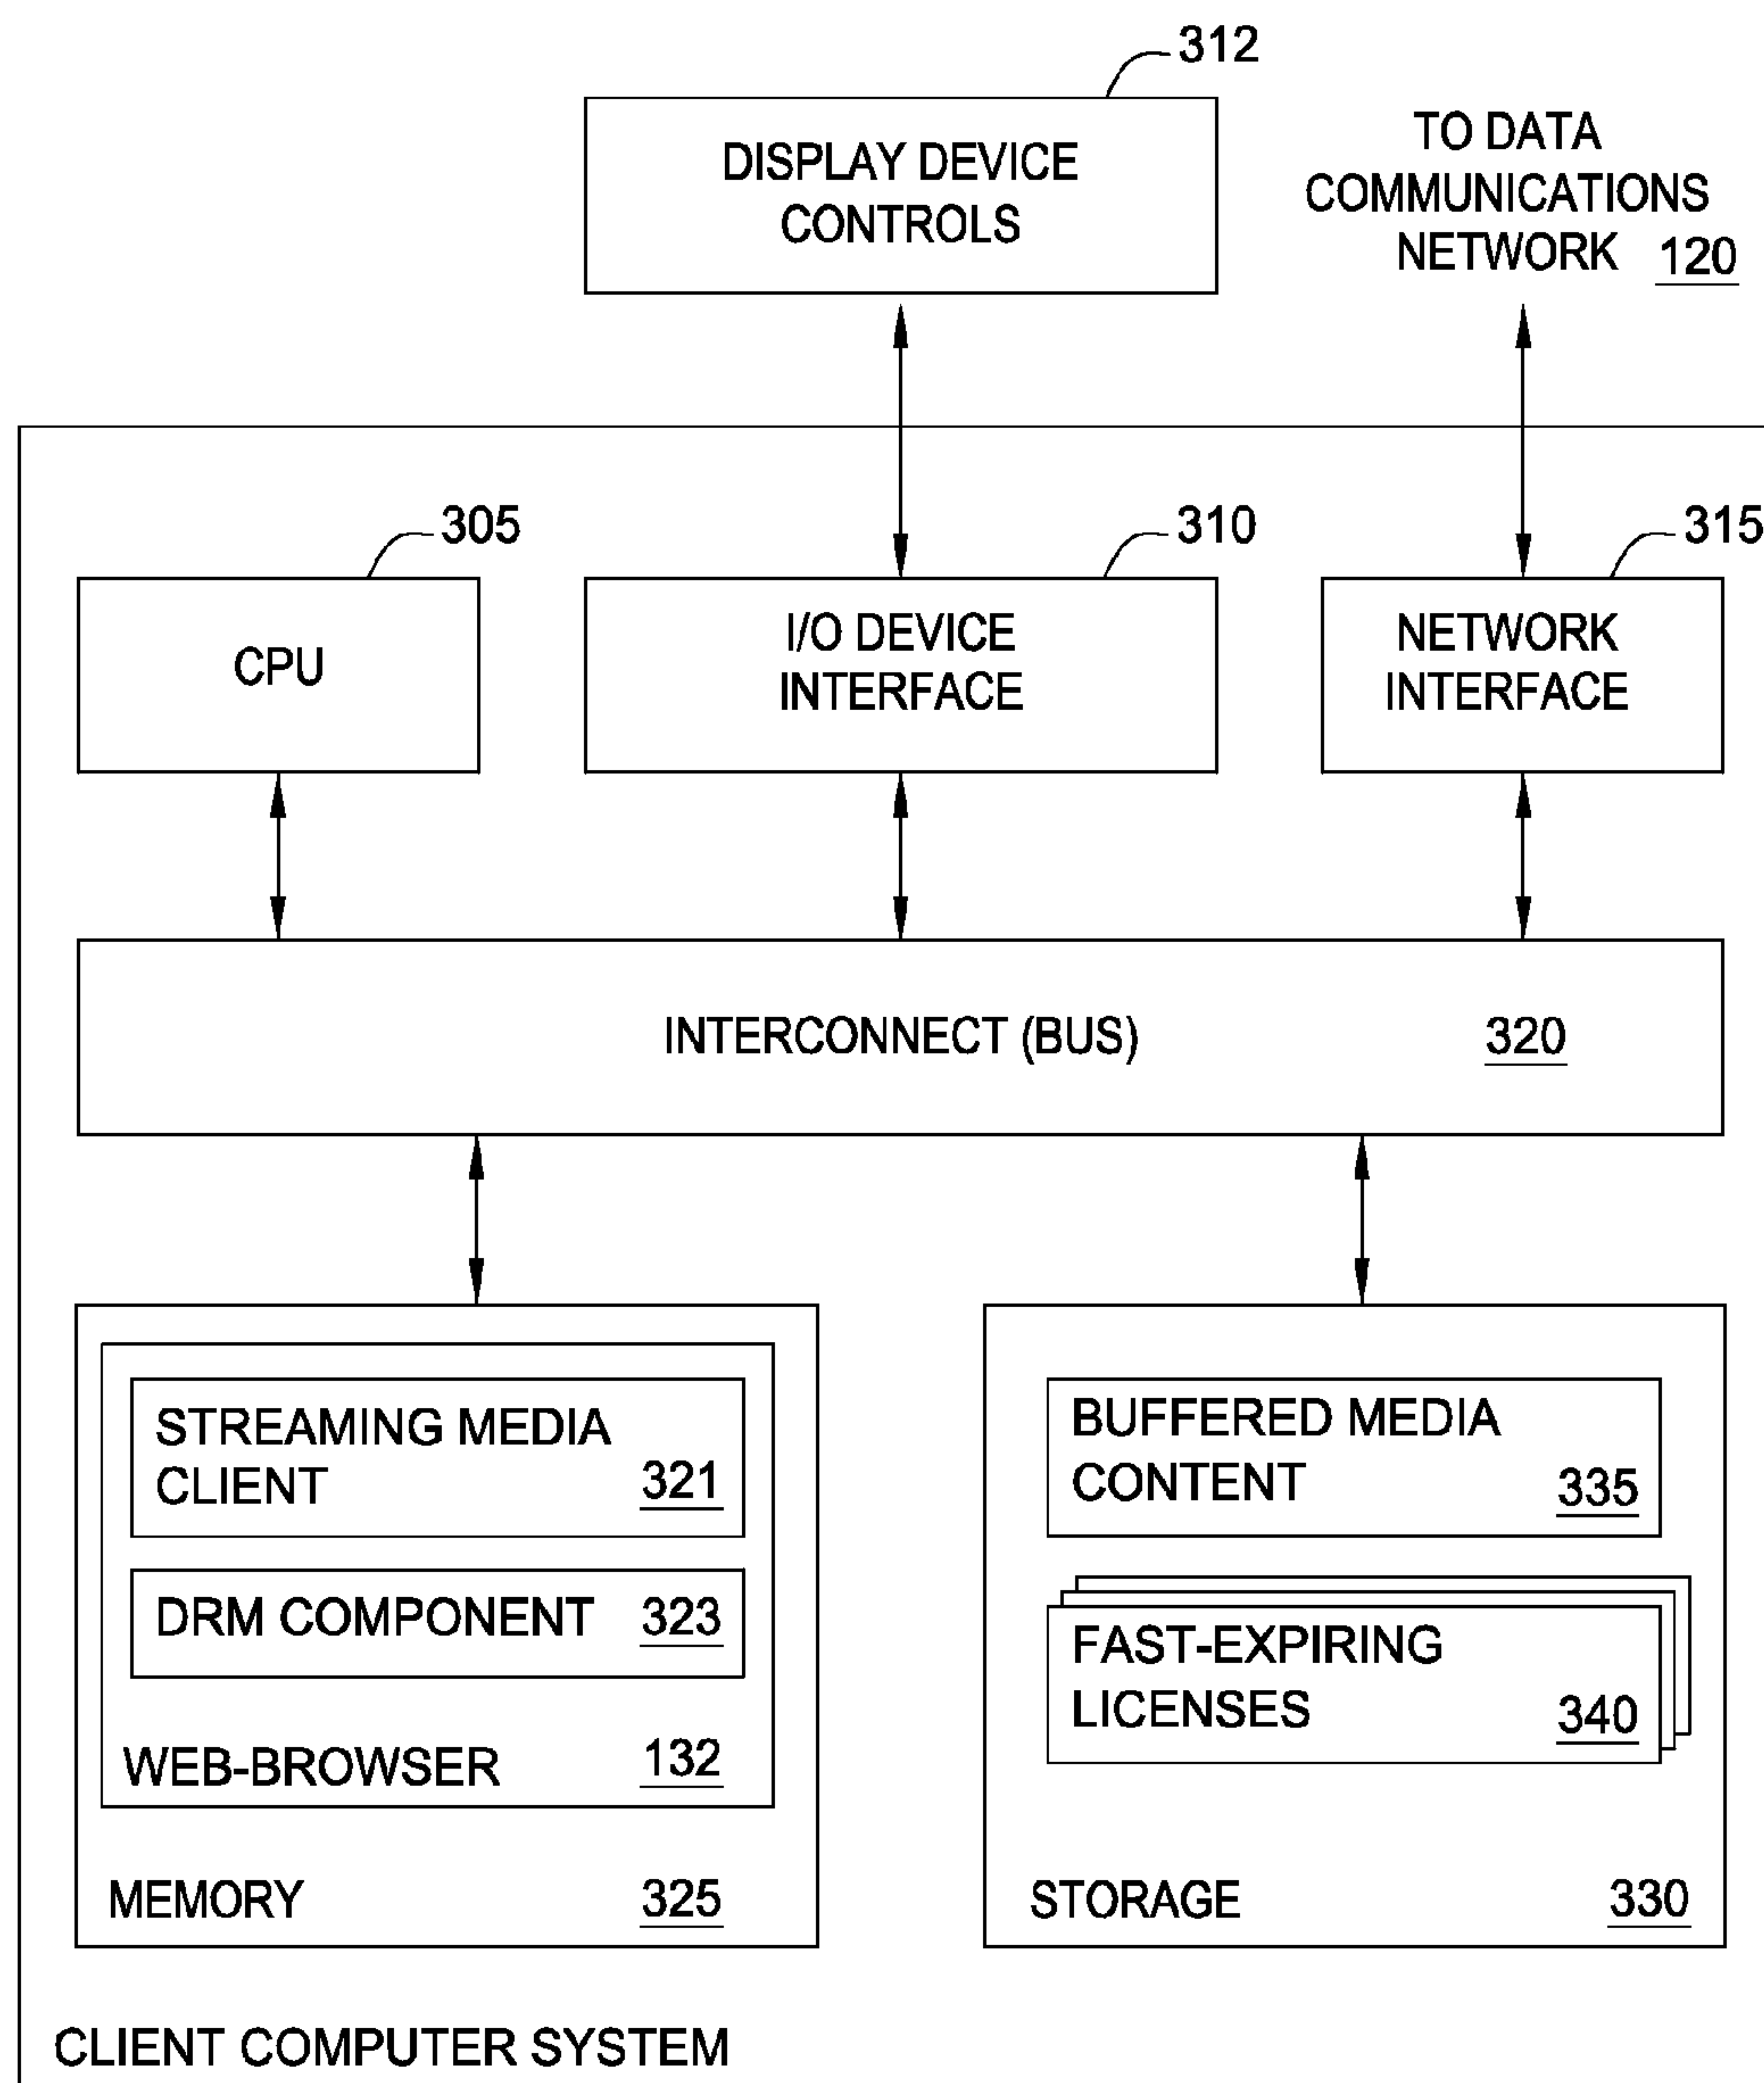 312
DISPLAY DEVICE
CONTROLS
TO DATA
COMMUNICATIONS
NETWORK 120
305
310
315
CPU
I/O DEVICE
INTERFACE
NETWORK
INTERFACE
INTERCONNECT (BUS) 320
STREAMING MEDIA
CLIENT 321
DRM COMPONENT 323
WEB-BROWSER 132
MEMORY 325
BUFFERED MEDIA
CONTENT 335
FAST-EXPIRING
LICENSES 340
STORAGE 330
CLIENT COMPUTER SYSTEM